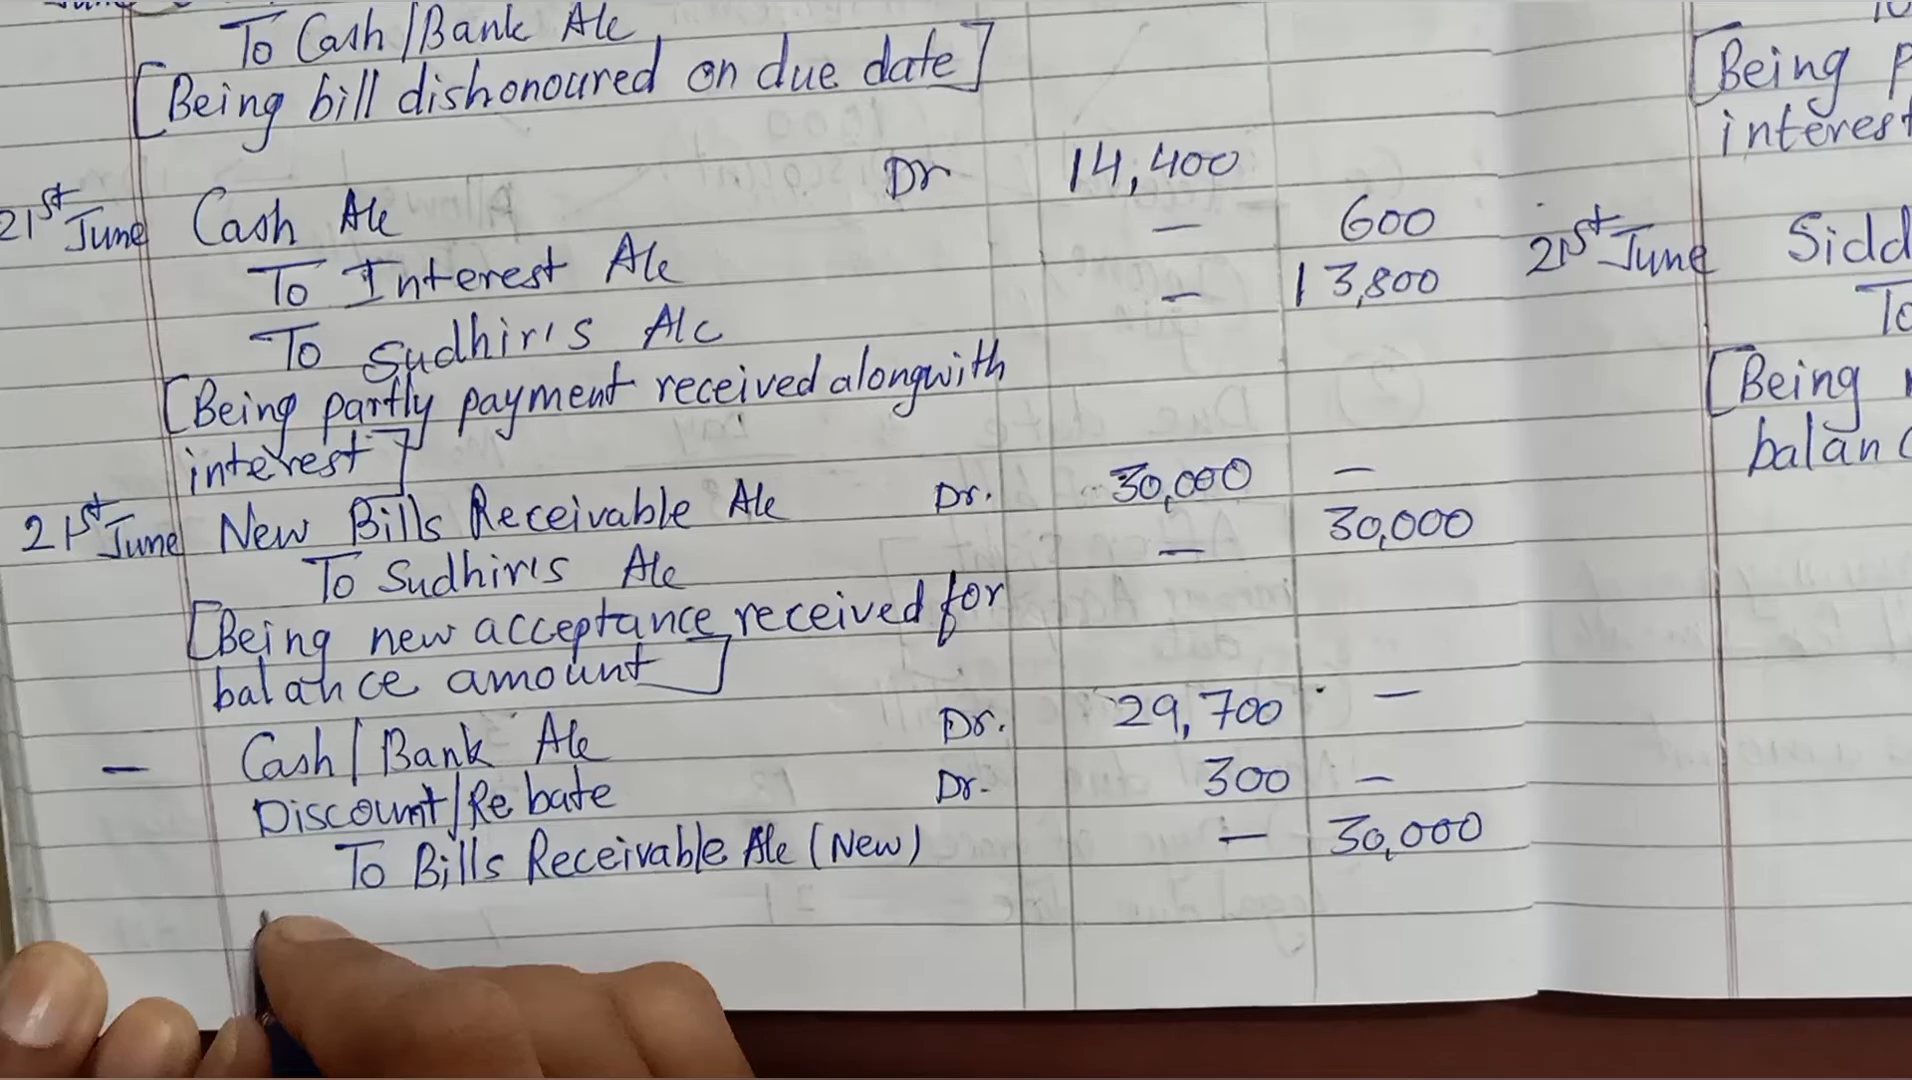 To Cash/Bank A/c
[Being bill dishonoured on due date]
21st June Cash A/c Dr 14,400
To Interest A/c — 600
To Sudhir's A/c — 13,800
[Being partly payment received alongwith
interest]
21st June New Bills Receivable A/c Dr. 30,000 —
To Sudhir's A/c — 30,000
[Being new acceptance received for
balance amount]
— Cash/Bank A/c Dr. 29,700 —
Discount/Rebate Dr. 300 —
To Bills Receivable A/c (New) — 30,000
[Being
interest
21st June Sidd
To
[Being
balanc